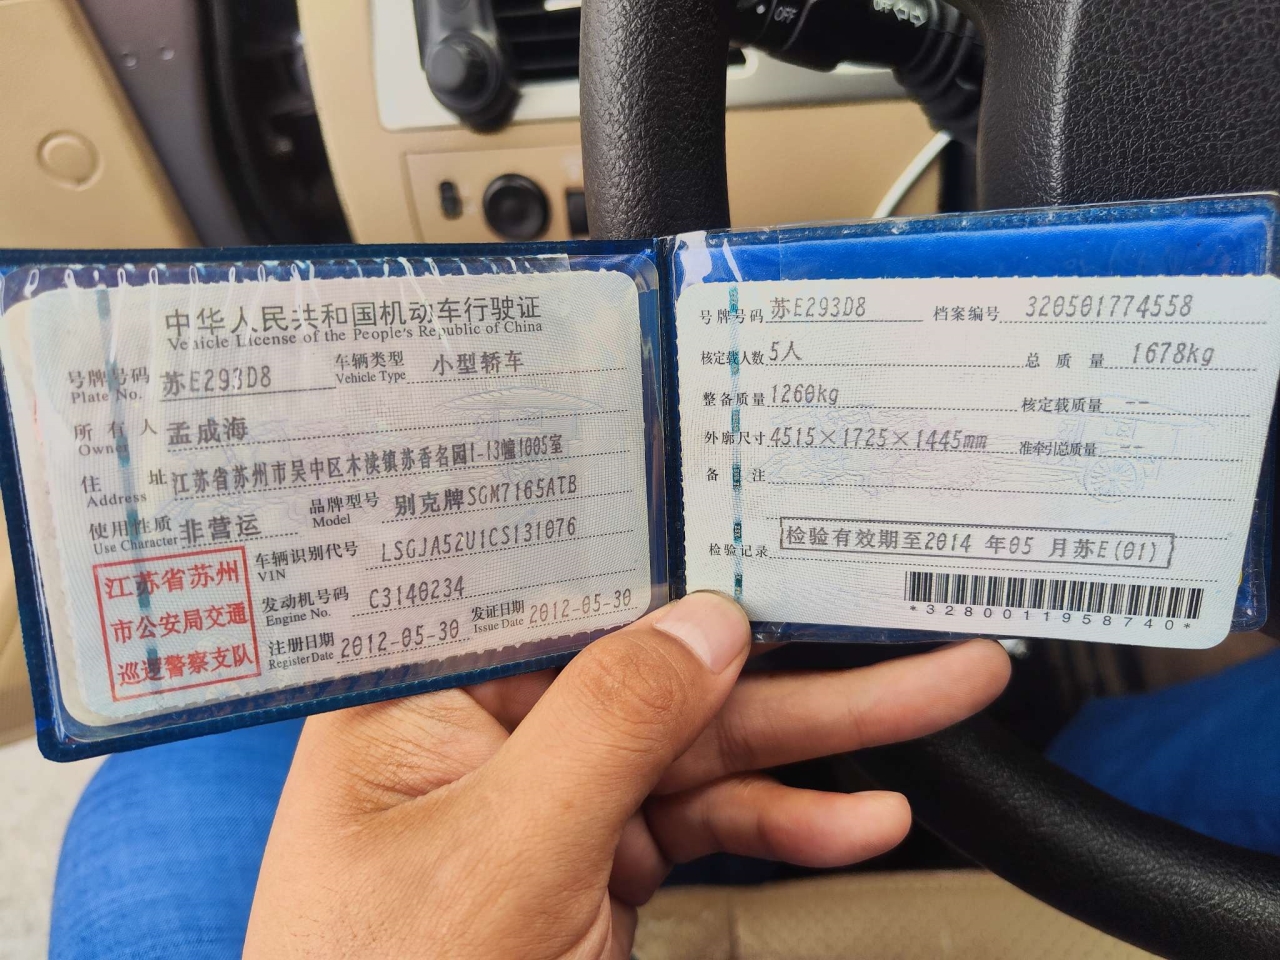 OFF
OFF
中华人民共和国机动车行驶证
Vehicle License of the People's Republic of China
号牌号码 苏E293D8 车辆类型 小型轿车
Plate No. Vehicle Type
所有人 孟成海
Owner
住址 江苏省苏州市吴中区木渎镇苏香名园1-13幢1005室
Address
使用性质 非营运 品牌型号 别克牌SGM7165ATB
Use Character Model
江苏省苏州
市公安局交通
巡逻警察支队
车辆识别代号 LSGJA52U1CS131076
VIN
发动机号码 C3140234
Engine No.
注册日期 2012-05-30 发证日期 2012-05-30
Register Date Issue Date
号牌号码 苏E293D8 档案编号 320501774558
核定载人数 5人 总质量 1678kg
整备质量 1260kg 核定载质量 --
外廓尺寸 4515×1725×1445mm 准牵引总质量 --
备注
检验记录 检验有效期至2014 年05 月苏E(01)
*3280011958740*